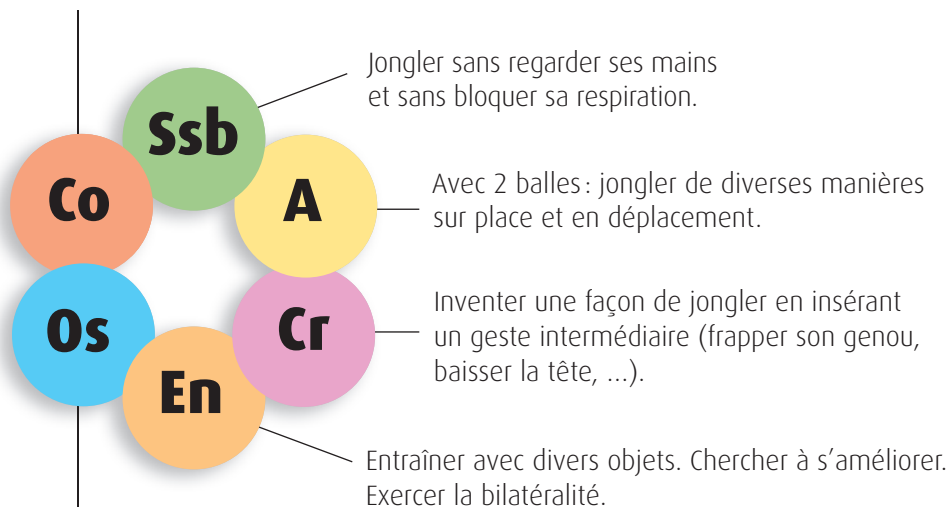 Ssb
Jongler sans regarder ses mains
et sans bloquer sa respiration.
Co
A
Avec 2 balles : jongler de diverses manières
sur place et en déplacement.
Os
Cr
Inventer une façon de jongler en insérant
un geste intermédiaire (frapper son genou,
baisser la tête, ...).
En
Entraîner avec divers objets. Chercher à s’améliorer.
Exercer la bilatéralité.